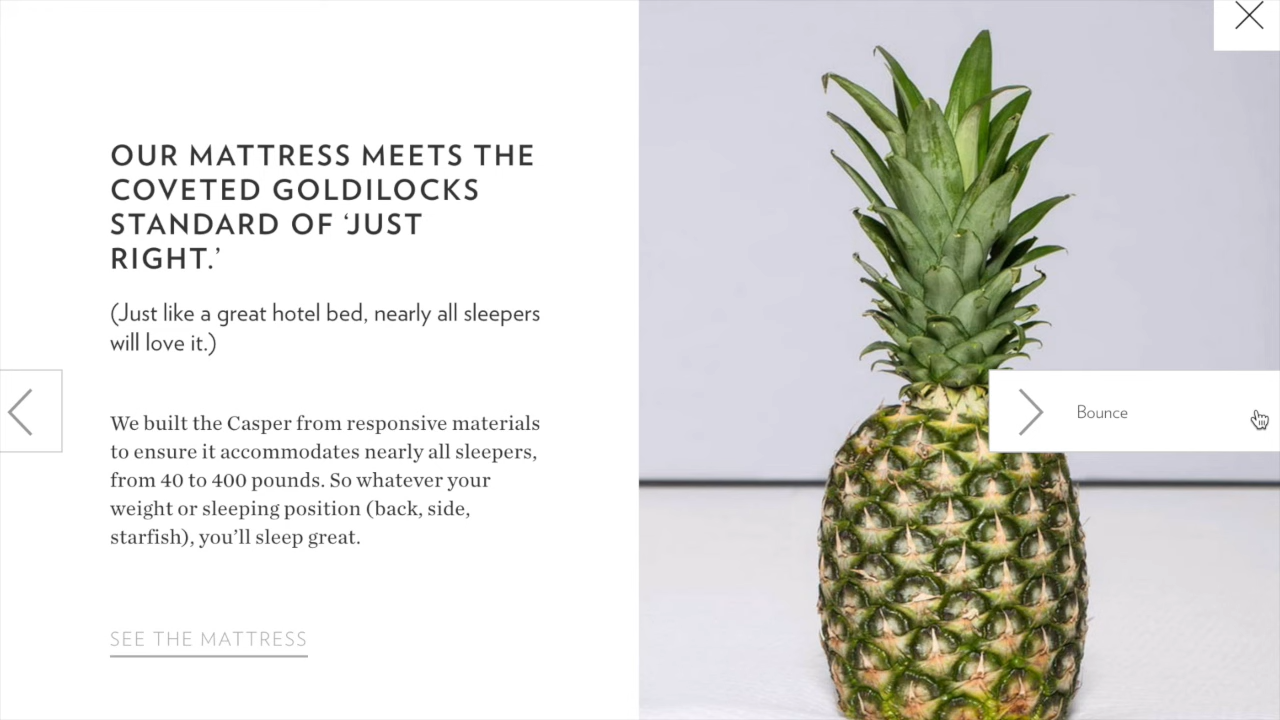 OUR MATTRESS MEETS THE
COVETED GOLDILOCKS
STANDARD OF ‘JUST
RIGHT.’
(Just like a great hotel bed, nearly all sleepers
will love it.)
We built the Casper from responsive materials
to ensure it accommodates nearly all sleepers,
from 40 to 400 pounds. So whatever your
weight or sleeping position (back, side,
starfish), you’ll sleep great.
SEE THE MATTRESS
Bounce